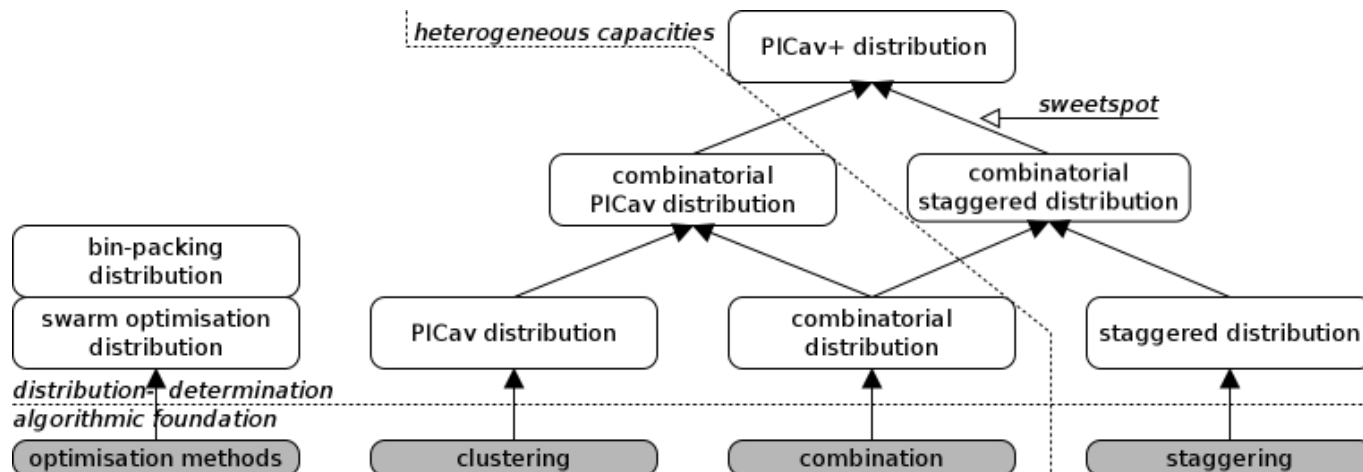 heterogeneous capacities
PICav+ distribution
sweetspot
combinatorial
PICav distribution
combinatorial
staggered distribution
bin-packing
distribution
swarm optimisation
distribution
PICav distribution
combinatorial
distribution
staggered distribution
distribution- determination
algorithmic foundation
optimisation methods
clustering
combination
staggering